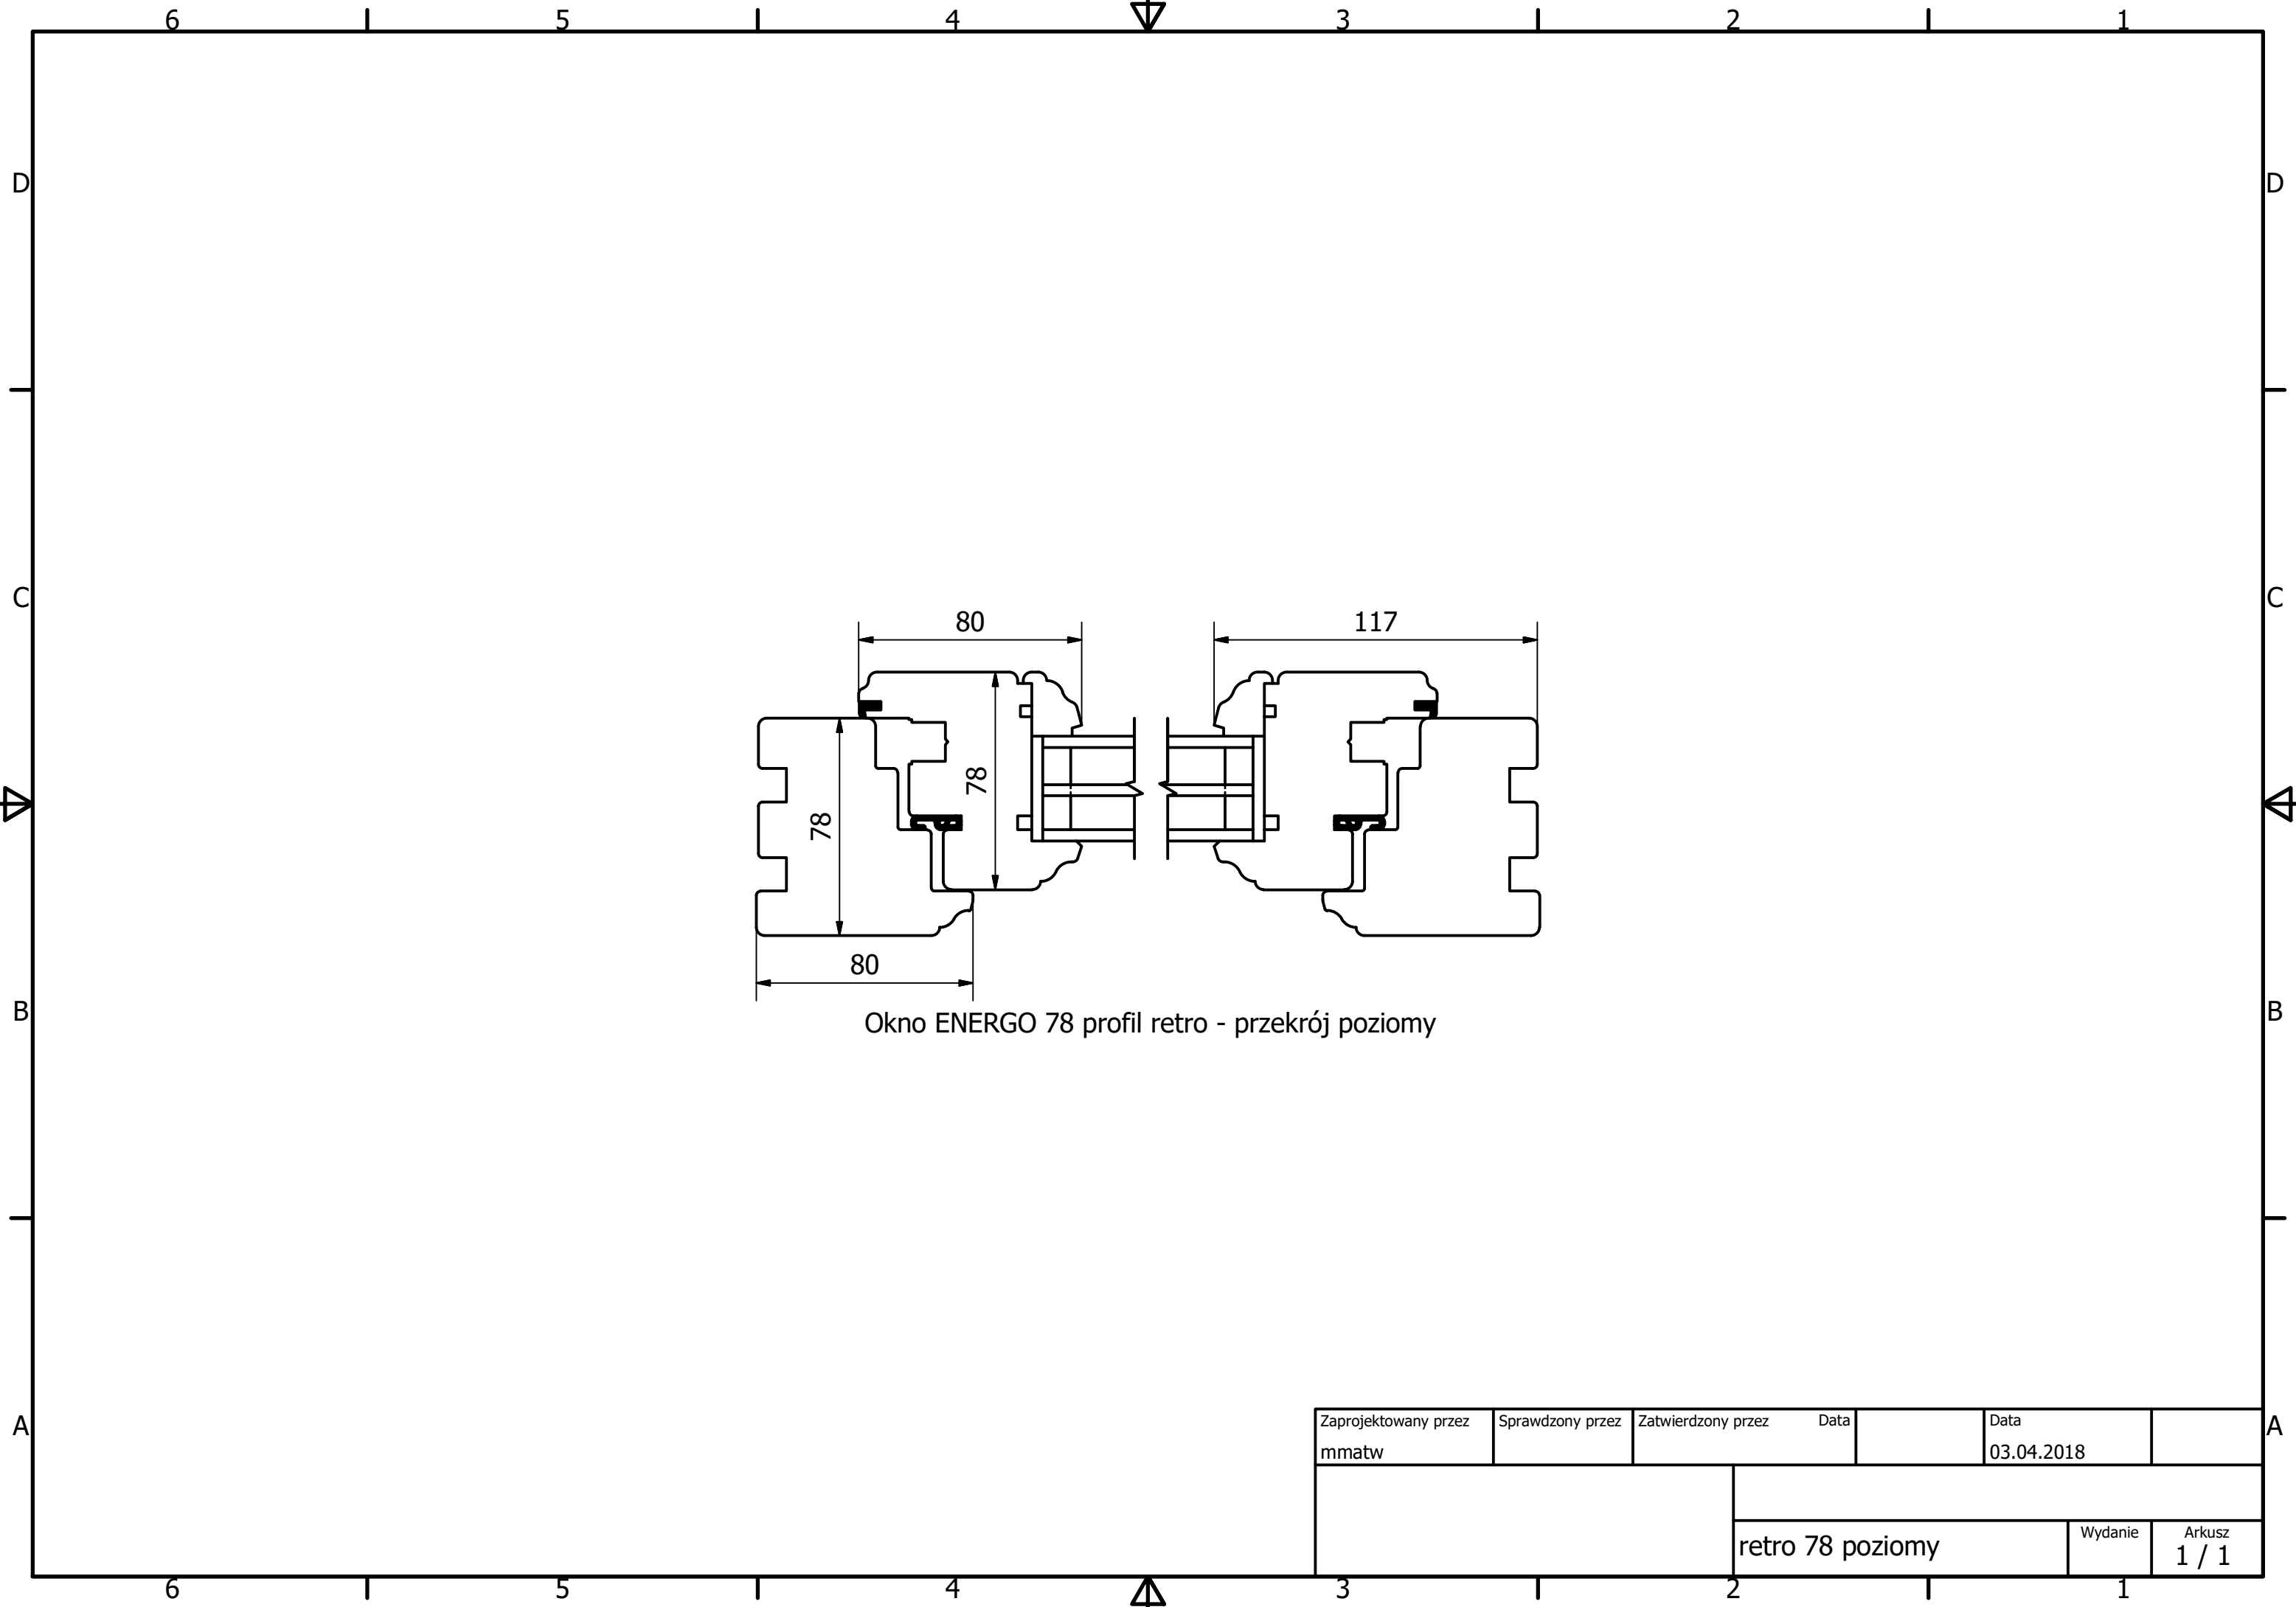 6 5 4 3 2 1
D D
C C
80 117
78
78
80
B B
Okno ENERGO 78 profil retro - przekrój poziomy
A A
Zaprojektowany przez Sprawdzony przez Zatwierdzony przez Data Data
mmatw 03.04.2018
retro 78 poziomy Wydanie Arkusz
1 / 1
6 5 4 3 2 1